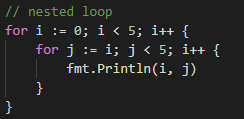 // nested loop
for i := 0; i < 5; i++ {
    for j := i; j < 5; i++ {
        fmt.Println(i, j)
    }
}